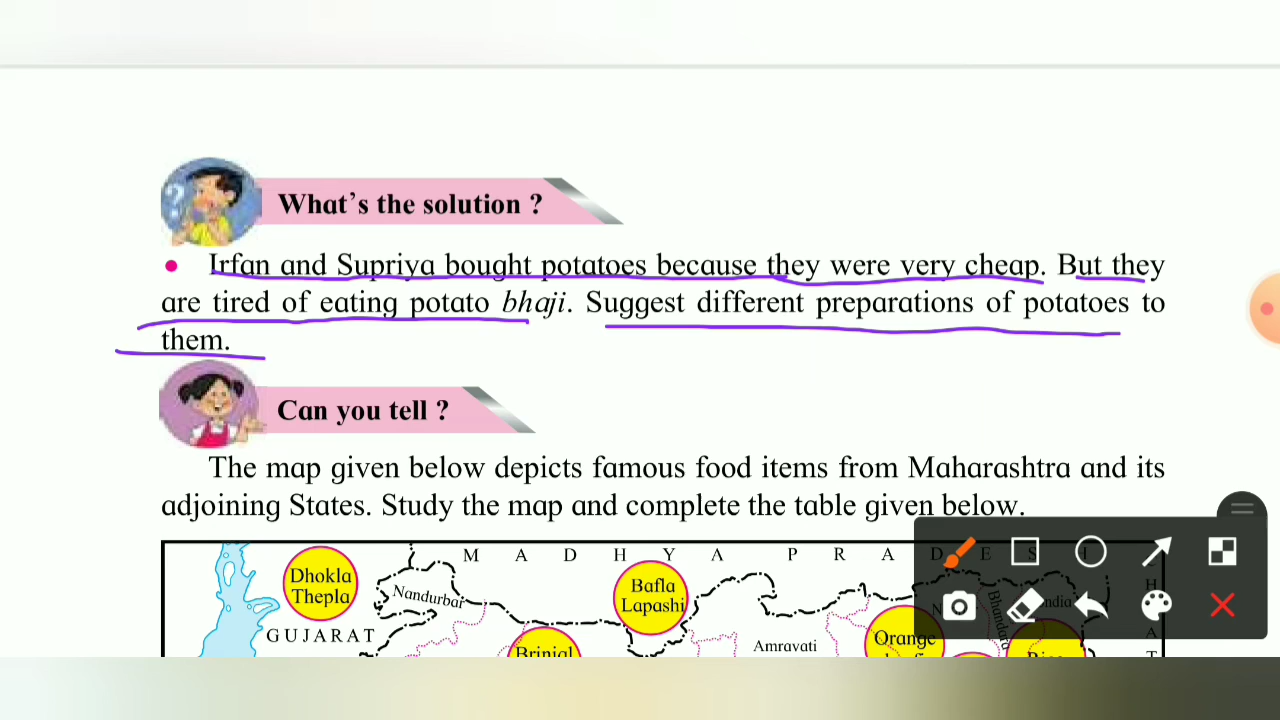 What's the solution ?
Irfan and Supriya bought potatoes because they were very cheap. But they
are tired of eating potato bhaji. Suggest different preparations of potatoes to
them.
Can you tell ?
The map given below depicts famous food items from Maharashtra and its
adjoining States. Study the map and complete the table given below.
MADHYA PRADESH
Dhokla
Thepla
Nandurbar
Bafla
Lapashi
GUJARAT
Brinjal
Amravati
Orange
Bhandara